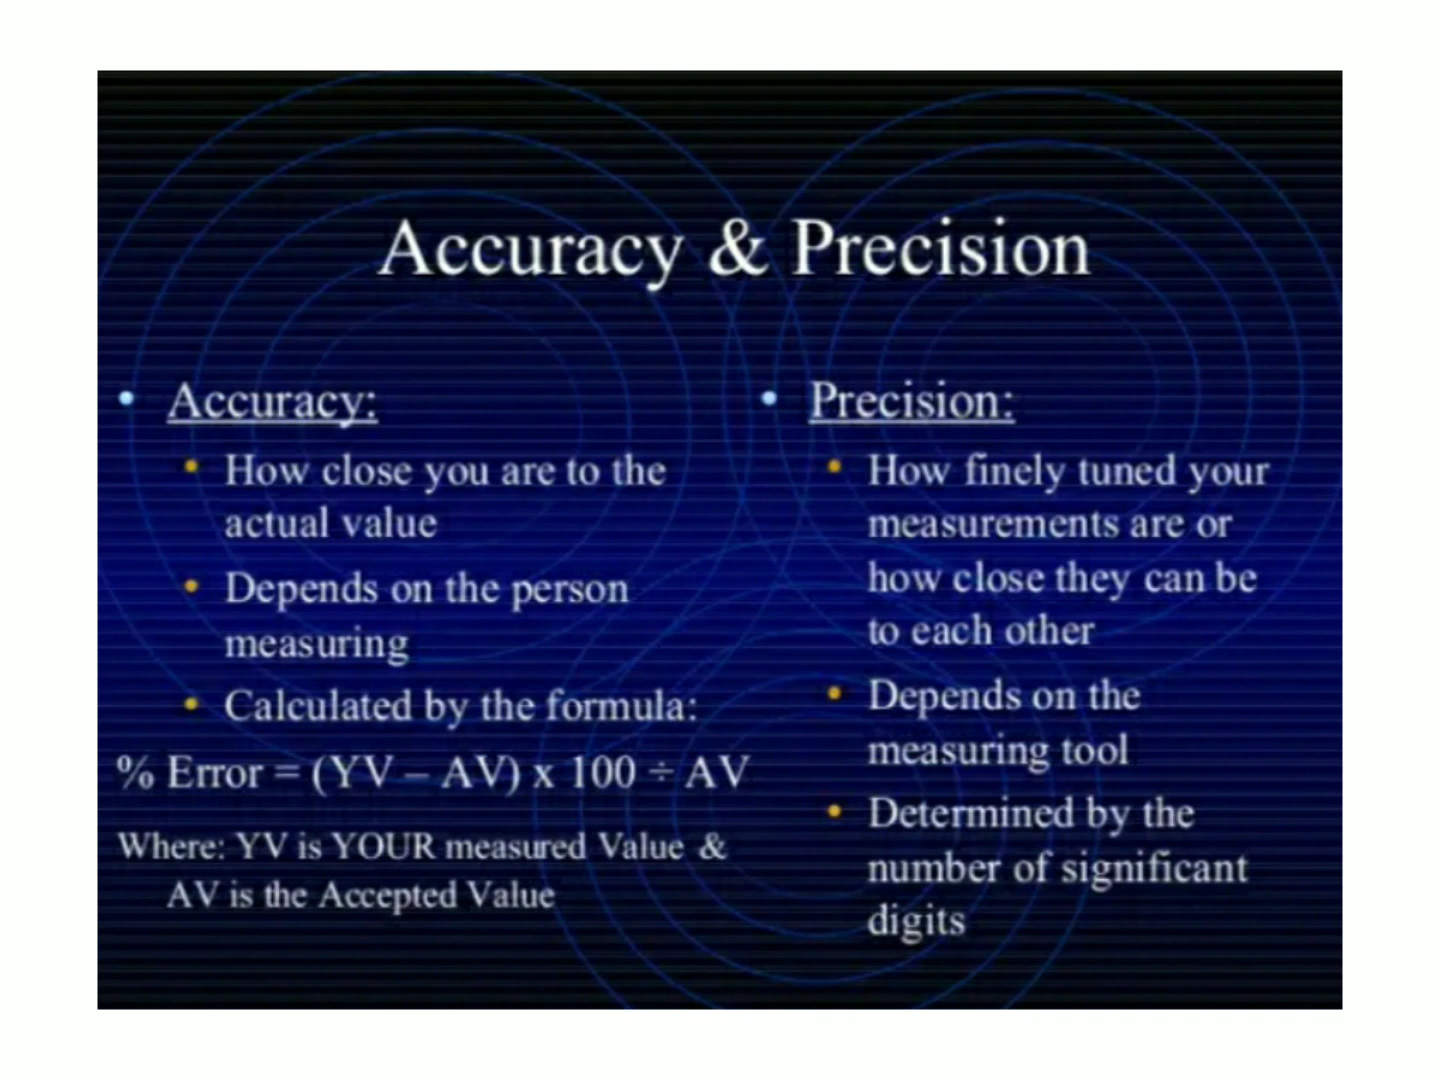 Accuracy & Precision
• Accuracy:
• How close you are to the
actual value
• Depends on the person
measuring
• Calculated by the formula:
% Error = (YV – AV) x 100 ÷ AV
Where: YV is YOUR measured Value &
AV is the Accepted Value
• Precision:
• How finely tuned your
measurements are or
how close they can be
to each other
• Depends on the
measuring tool
• Determined by the
number of significant
digits